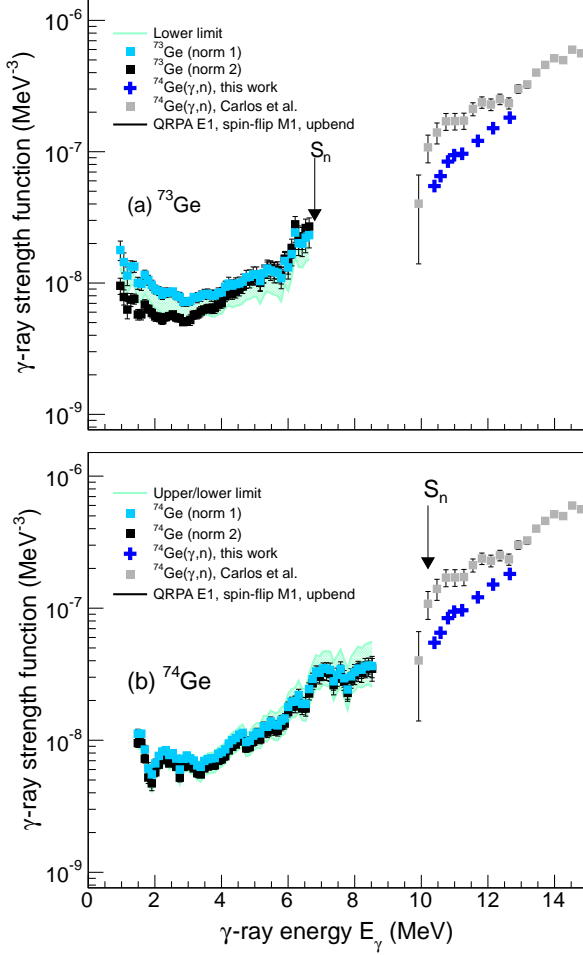 10⁻⁶
10⁻⁷
10⁻⁸
10⁻⁹
γ-ray strength function (MeV⁻³)
Lower limit
⁷³Ge (norm 1)
⁷³Ge (norm 2)
⁷⁴Ge(γ,n), this work
⁷⁴Ge(γ,n), Carlos et al.
QRPA E1, spin-flip M1, upbend
Sₙ
(a) ⁷³Ge
10⁻⁶
10⁻⁷
10⁻⁸
10⁻⁹
γ-ray strength function (MeV⁻³)
Upper/lower limit
⁷⁴Ge (norm 1)
⁷⁴Ge (norm 2)
⁷⁴Ge(γ,n), this work
⁷⁴Ge(γ,n), Carlos et al.
QRPA E1, spin-flip M1, upbend
Sₙ
(b) ⁷⁴Ge
0 2 4 6 8 10 12 14
γ-ray energy Eᵧ (MeV)